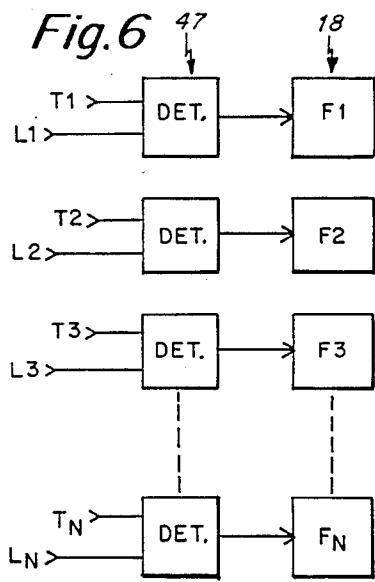 Fig.6 47 18
T1 DET. F1
L1
T2 DET. F2
L2
T3 DET. F3
L3
TN DET. FN
LN